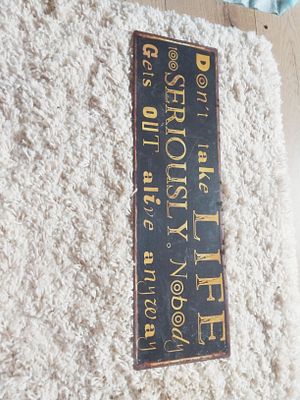 Don't take LIFE
too SERIOUSLY. Nobody
Gets OUT alive anyway